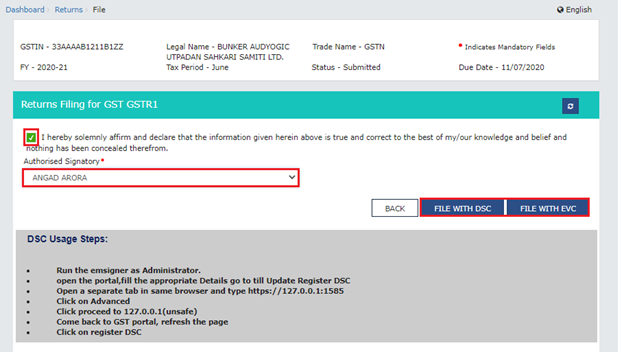 Dashboard › Returns › File
English
GSTIN - 33AAAAB1211B1ZZ
Legal Name - BUNKER AUDYOGIC
UTPADAN SAHKARI SAMITI LTD.
Trade Name - GSTN
• Indicates Mandatory Fields
FY - 2020-21
Tax Period - June
Status - Submitted
Due Date - 11/07/2020
Returns Filing for GST GSTR1
I hereby solemnly affirm and declare that the information given herein above is true and correct to the best of my/our knowledge and belief and
nothing has been concealed therefrom.
Authorised Signatory •
ANGAD ARORA
BACK
FILE WITH DSC
FILE WITH EVC
DSC Usage Steps:
• Run the emsigner as Administrator.
• open the portal,fill the appropriate Details go to till Update Register DSC
• Open a separate tab in same browser and type https://127.0.0.1:1585
• Click on Advanced
• Click proceed to 127.0.0.1(unsafe)
• Come back to GST portal, refresh the page
• Click on register DSC